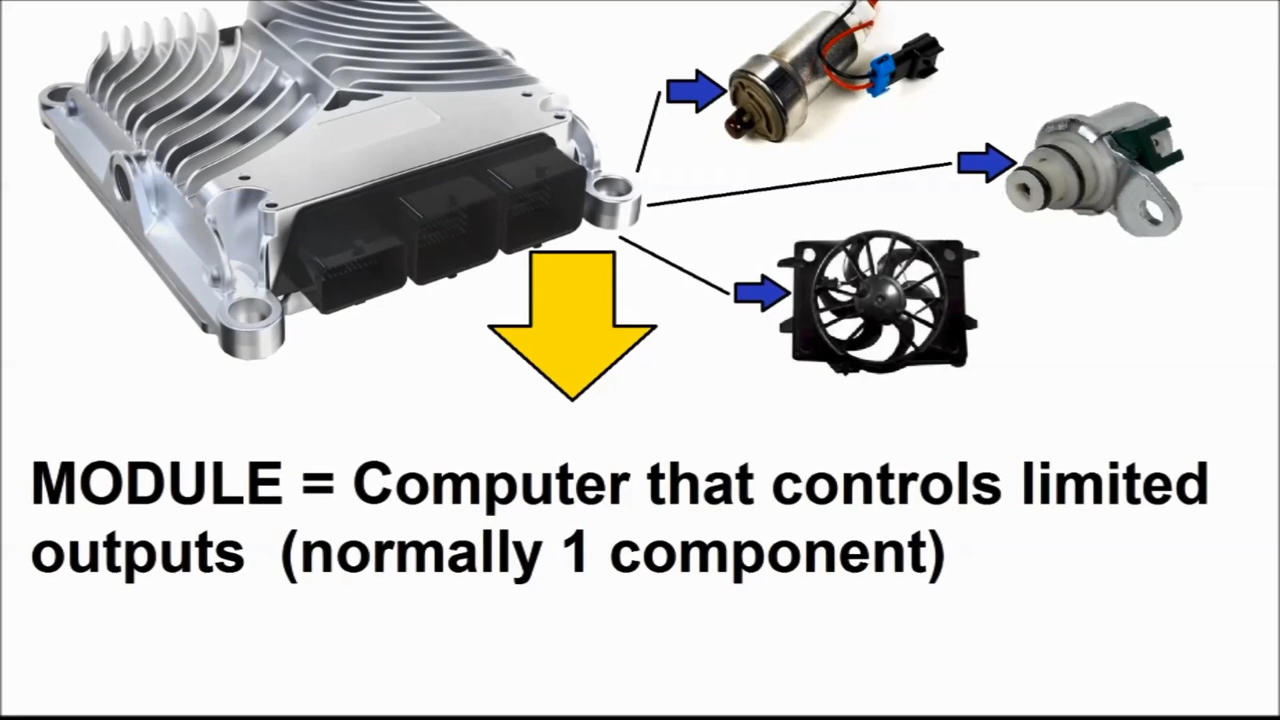 MODULE = Computer that controls limited
outputs (normally 1 component)